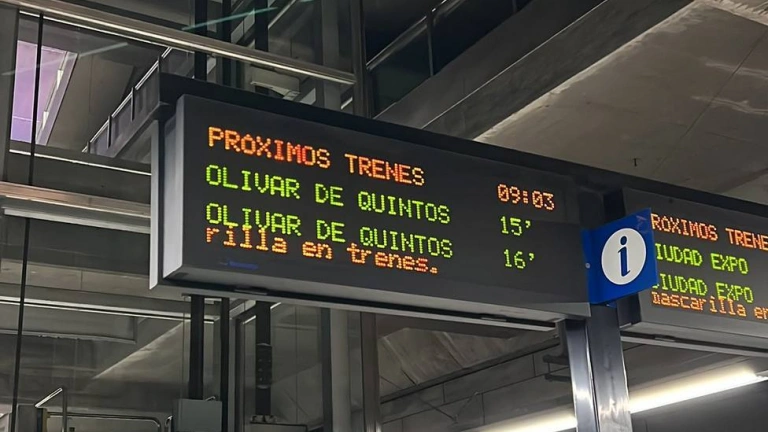 PROXIMOS TRENES
09:03
OLIVAR DE QUINTOS 15'
OLIVAR DE QUINTOS 16'
rilla en trenes.
i
ROXIMOS TRENE
IUDAD EXPO
IUDAD EXPO
mascarilla en